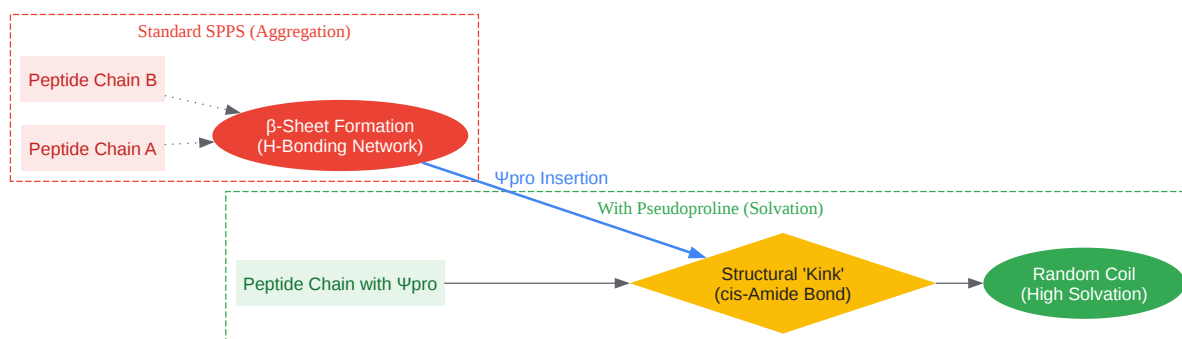 Standard SPPS (Aggregation)
Peptide Chain B
β-Sheet Formation
(H-Bonding Network)
Peptide Chain A
Ψpro Insertion
With Pseudoproline (Solvation)
Peptide Chain with Ψpro
Structural 'Kink'
(cis-Amide Bond)
Random Coil
(High Solvation)